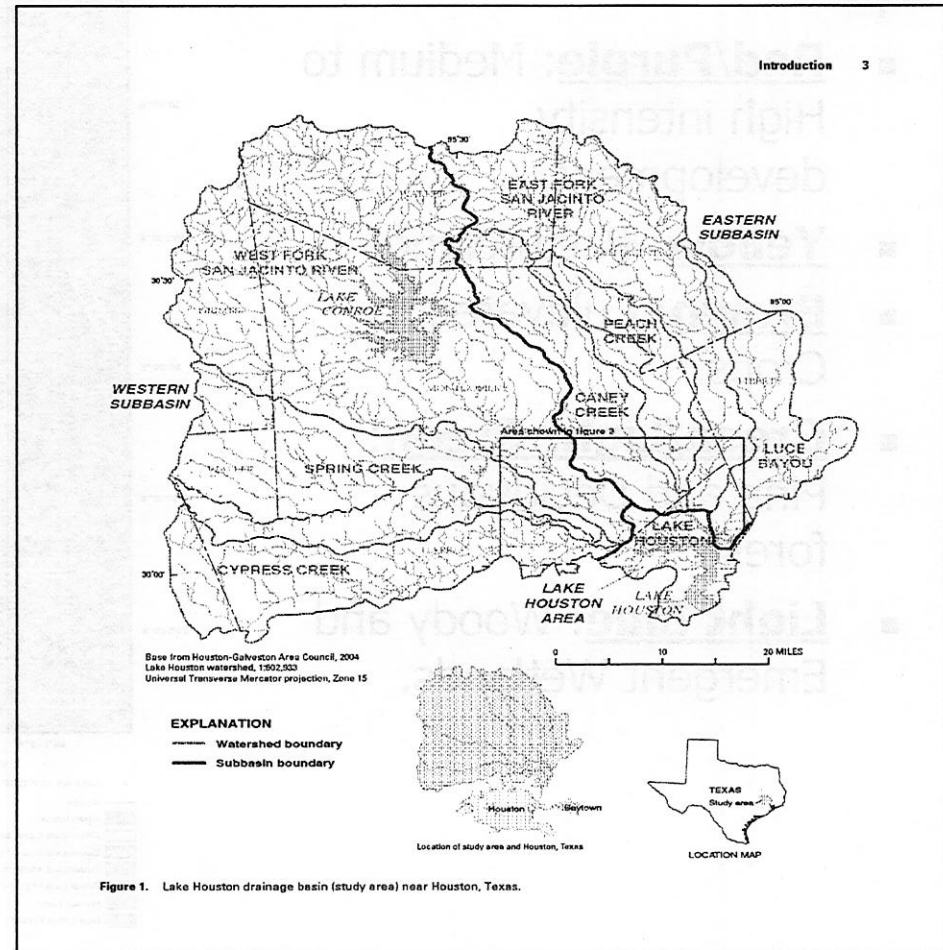 Introduction 3
95°30'
EAST FORK
SAN JACINTO
RIVER
EASTERN
SUBBASIN
WEST FORK
SAN JACINTO RIVER
30°30'
LAKE
CONROE
95°00'
PEACH
CREEK
WESTERN
SUBBASIN
CANEY
CREEK
Area shown in figure 2
LUCE
BAYOU
SPRING CREEK
LAKE
HOUSTON
30°00'
CYPRESS CREEK
LAKE
HOUSTON
AREA
LAKE
HOUSTON
Base from Houston-Galveston Area Council, 2004
Lake Houston watershed, 1:502,933
Universal Transverse Mercator projection, Zone 15
0 10 20 MILES
EXPLANATION
Watershed boundary
Subbasin boundary
Houston
Baytown
Location of study area and Houston, Texas
TEXAS
Study area
LOCATION MAP
Figure 1. Lake Houston drainage basin (study area) near Houston, Texas.
Red/Purple: Medium to
High intensity
Light Blue: Woody and
Emergent Wetlands.